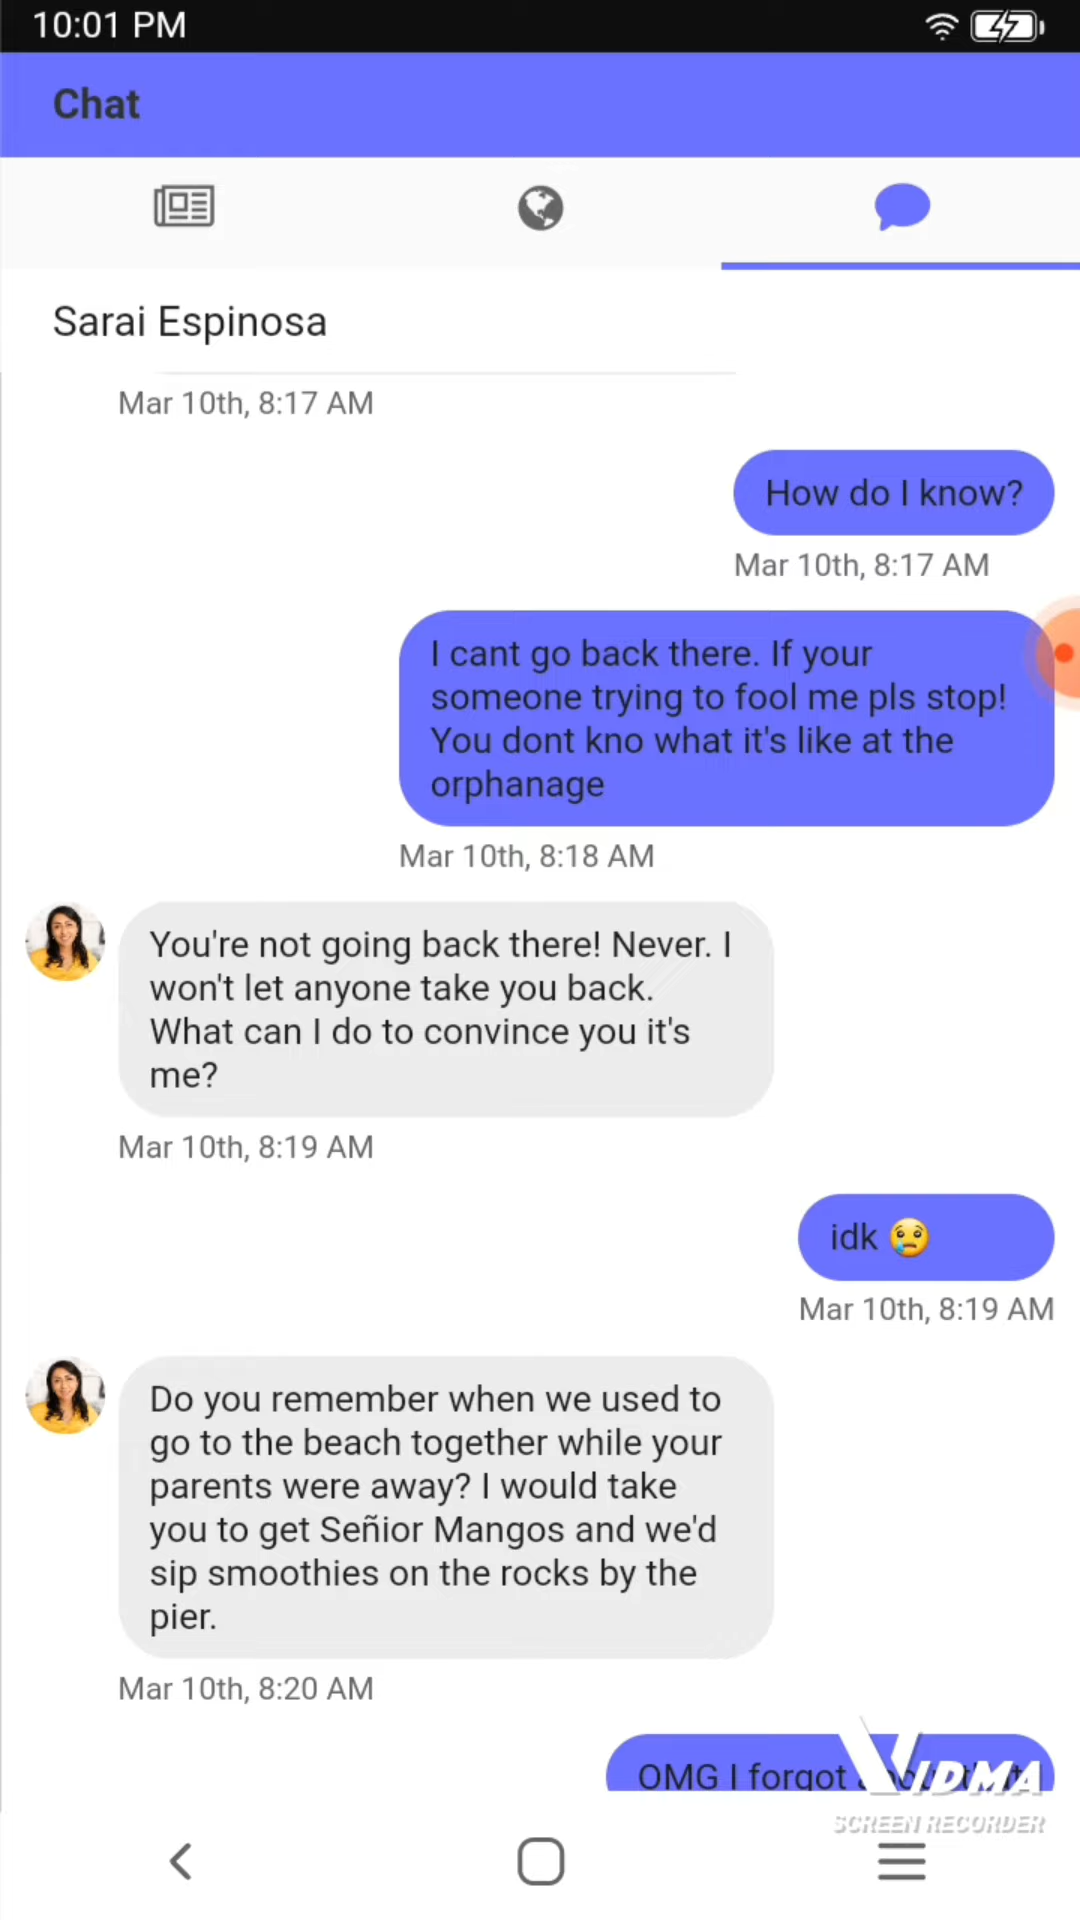 10:01 PM
Chat
Sarai Espinosa
Mar 10th, 8:17 AM
How do I know?
Mar 10th, 8:17 AM
I cant go back there. If your
someone trying to fool me pls stop!
You dont kno what it's like at the
orphanage
Mar 10th, 8:18 AM
You're not going back there! Never. I
won't let anyone take you back.
What can I do to convince you it's
me?
Mar 10th, 8:19 AM
idk 😢
Mar 10th, 8:19 AM
Do you remember when we used to
go to the beach together while your
parents were away? I would take
you to get Señior Mangos and we'd
sip smoothies on the rocks by the
pier.
Mar 10th, 8:20 AM
OMG I forgot
VIDMA
SCREEN RECORDER